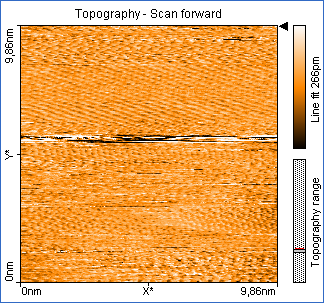 Topography - Scan forward
9,86nm
Y*
0nm
0nm
X*
9,86nm
Line fit 266pm
Topography range